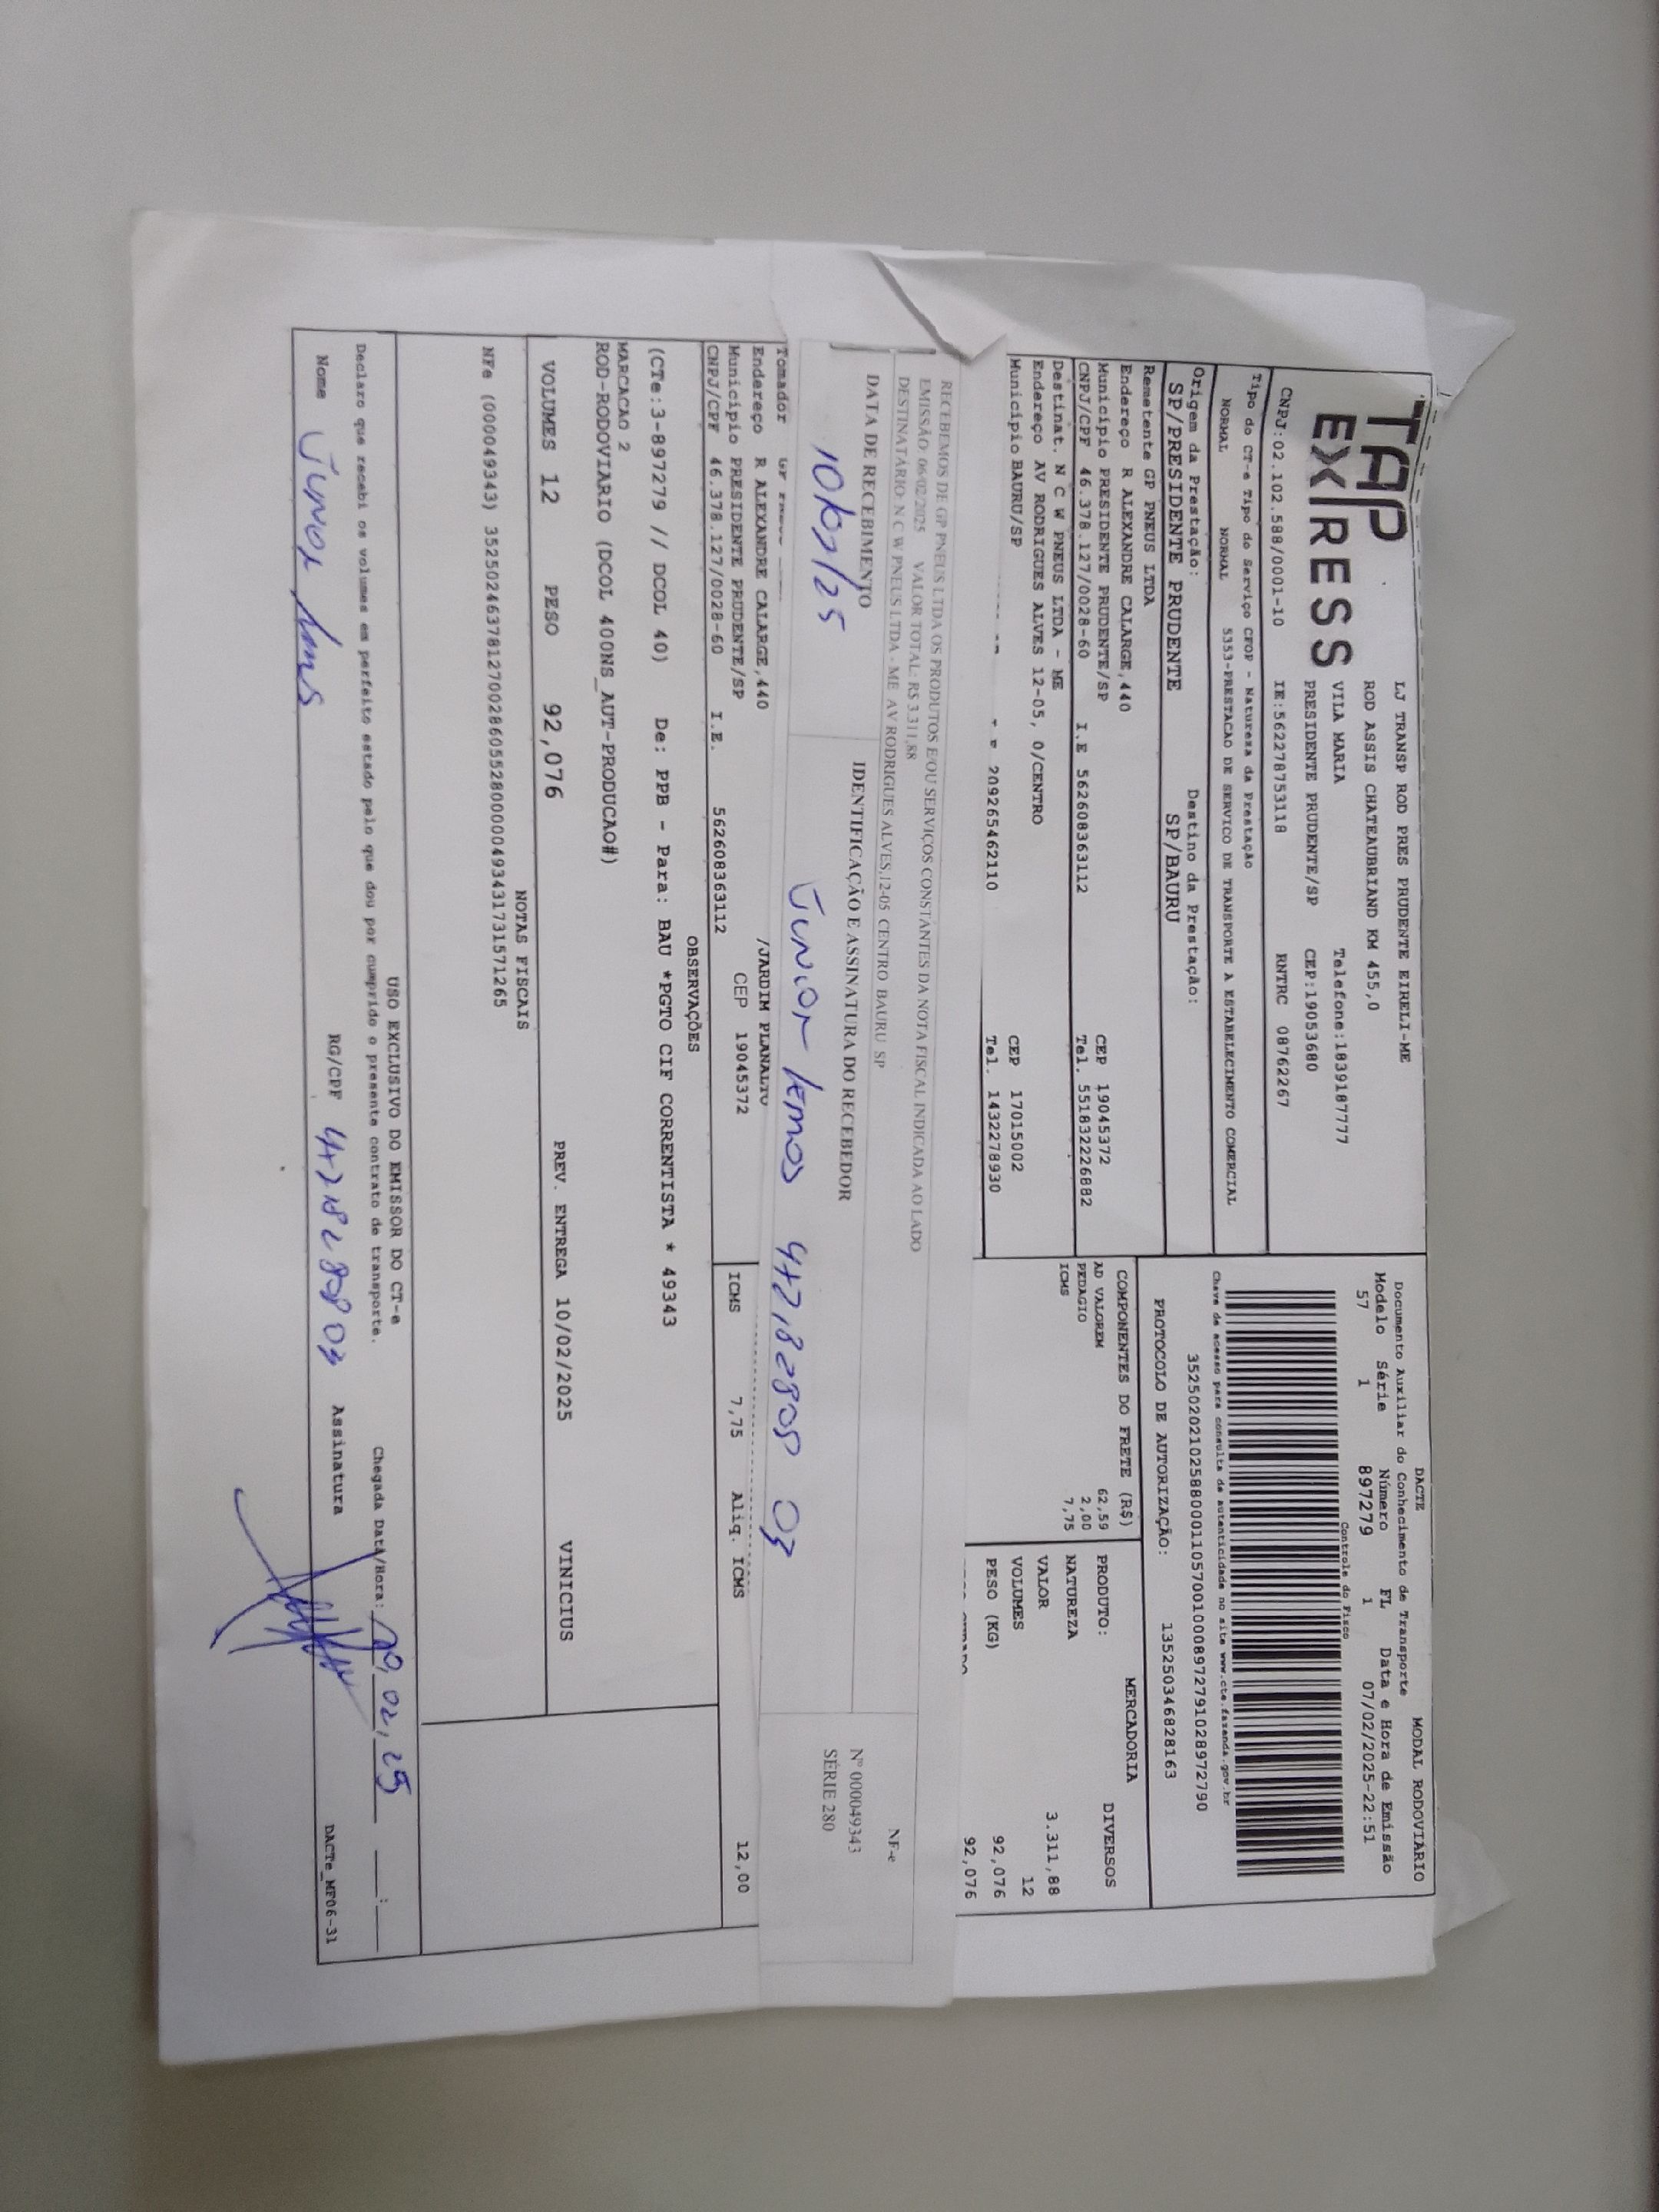 TAP
EXPRESS
LJ TRANSP ROD PRES PRUDENTE EIRELI-ME
ROD ASSIS CHATEAUBRIAND KM 455,0
VILA MARIA Telefone:1839187777
PRESIDENTE PRUDENTE/SP CEP:19053680
CNPJ:02.102.588/0001-10 IE:562278753118 RNTRC 08762267
DACTE MODAL RODOVIÁRIO
Documento Auxiliar do Conhecimento de Transporte
Modelo Série Número FL Data e Hora de Emissão
57 1 897279 1 07/02/2025-22:51
Controle do Fisco
Tipo do CT-e Tipo do Serviço CFOP - Natureza da Prestação
NORMAL NORMAL 5353-PRESTACAO DE SERVICO DE TRANSPORTE A ESTABELECIMENTO COMERCIAL
Chave de acesso para consulta de autenticidade no site www.cte.fazenda.gov.br
35250202102588000110570010008972791028972790
Origem da Prestação: Destino da Prestação:
SP/PRESIDENTE PRUDENTE SP/BAURU
PROTOCOLO DE AUTORIZAÇÃO: 135250346828163
Remetente GP PNEUS LTDA
Endereço R ALEXANDRE CALARGE,440
Município PRESIDENTE PRUDENTE/SP CEP 19045372
CNPJ/CPF 46.378.127/0028-60 I.E 562608363112 Tel. 551832226882
Destinat. N C W PNEUS LTDA - ME
Endereço AV RODRIGUES ALVES 12-05, 0/CENTRO
Município BAURU/SP CEP 17015002
209265462110 Tel. 1432278930
COMPONENTES DO FRETE (R$)
AD VALOREM 62,59
PEDAGIO 2,00
ICMS 7,75
MERCADORIA
PRODUTO: DIVERSOS
NATUREZA
VALOR 3.311,88
VOLUMES 12
PESO (KG) 92,076
92,076
RECEBEMOS DE GP PNEUS LTDA OS PRODUTOS E/OU SERVIÇOS CONSTANTES DA NOTA FISCAL INDICADA AO LADO
EMISSÃO: 06/02/2025 VALOR TOTAL: R$ 3.311,88
DESTINATÁRIO: N C W PNEUS LTDA - ME AV RODRIGUES ALVES,12-05 CENTRO BAURU SP
NF-e
Nº 000049343
SÉRIE 280
DATA DE RECEBIMENTO IDENTIFICAÇÃO E ASSINATURA DO RECEBEDOR
10/02/25 Junior Lemos 42182808 03
Tomador
Endereço R ALEXANDRE CALARGE,440 /JARDIM PLANALTO
Município PRESIDENTE PRUDENTE/SP CEP 19045372
CNPJ/CPF 46.378.127/0028-60 I.E. 562608363112
ICMS 7,75 Aliq. ICMS 12,00
OBSERVAÇÕES
(CTe:3-897279 // DCOL 40) De: PPB - Para: BAU *PGTO CIF CORRENTISTA * 49343
MARCACAO 2
ROD-RODOVIARIO (DCOL 400NS_AUT-PRODUCAO#)
VOLUMES 12 PESO 92,076 PREV. ENTREGA 10/02/2025 VINICIUS
NOTAS FISCAIS
NFe (000049343) 35250246378127002860552800000493431731571265
USO EXCLUSIVO DO EMISSOR DO CT-e
Declaro que recebi os volumes em perfeito estado pelo que dou por cumprido o presente contrato de transporte. Chegada Data/Hora: 10, 02, 25 :
Nome Junior RG/CPF 42182808 03 Assinatura
DACTe_MF06-31